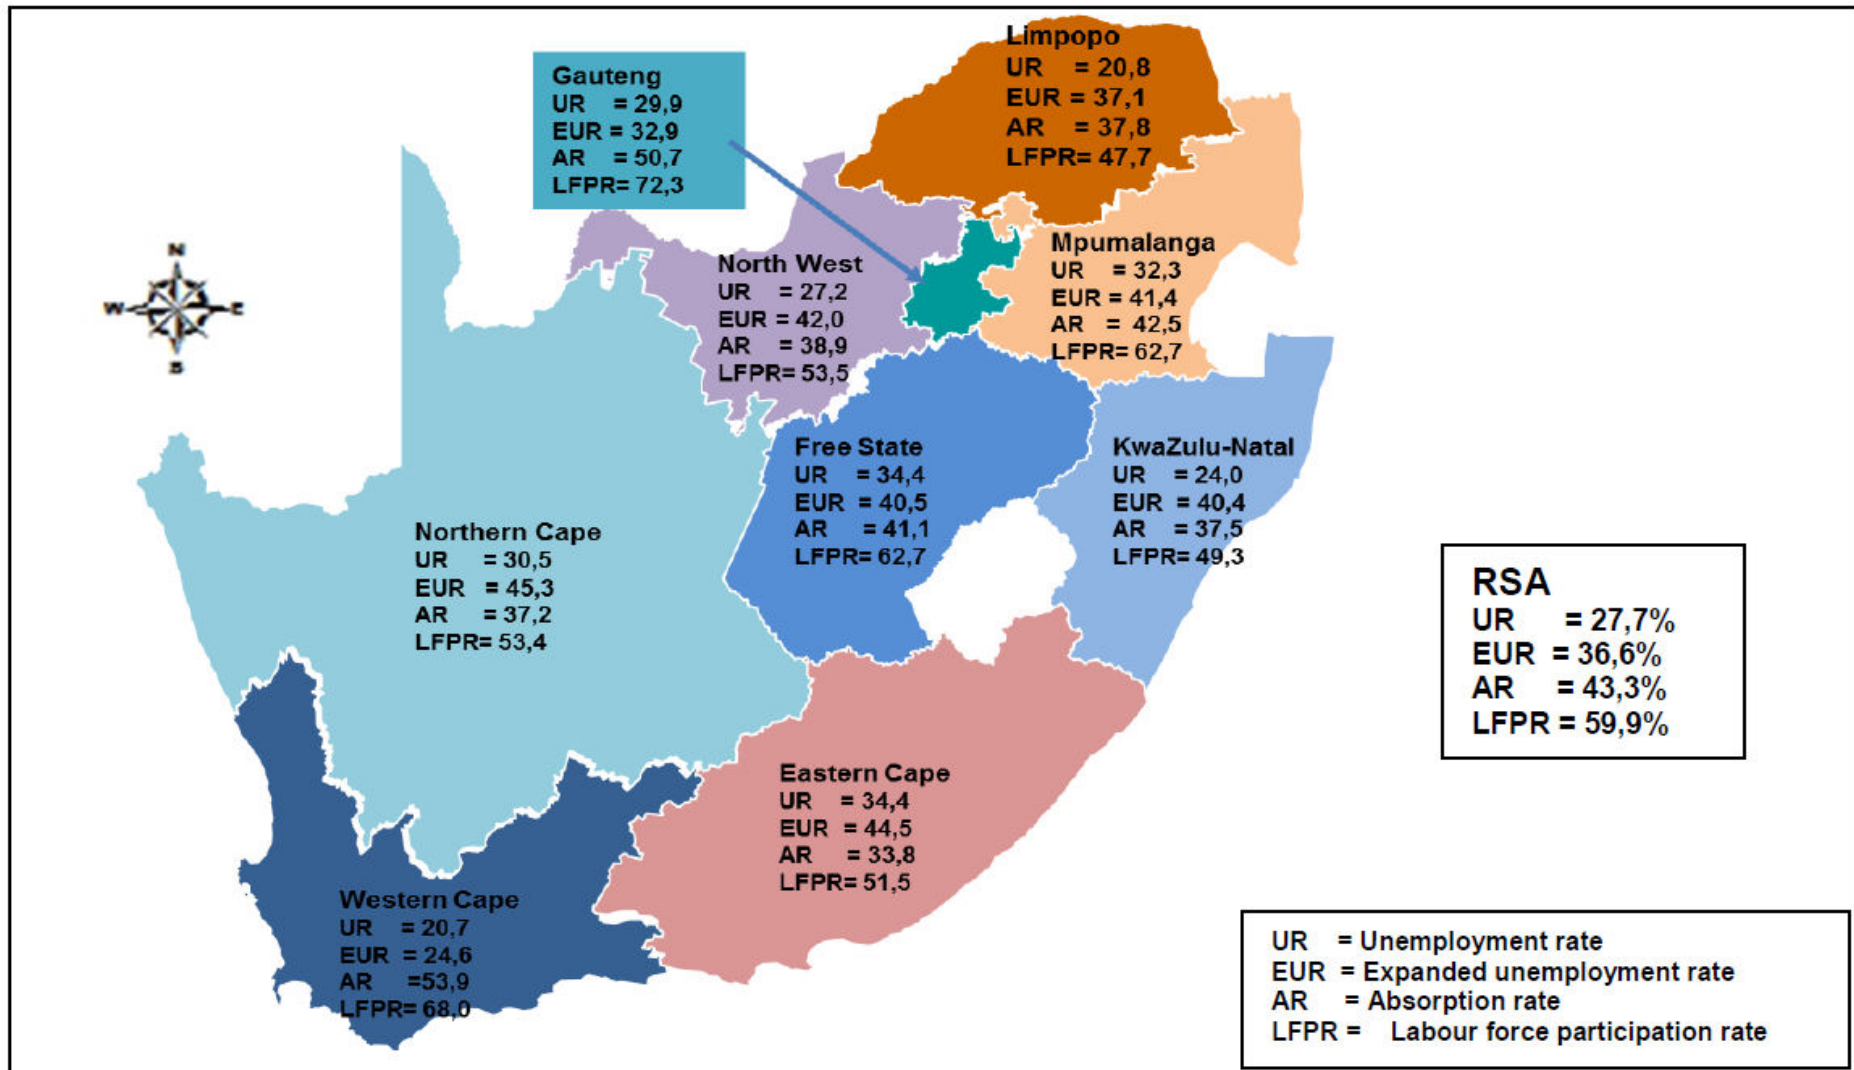 Gauteng
UR = 29,9
EUR = 32,9
AR = 50,7
LFPR= 72,3
Limpopo
UR = 20,8
EUR = 37,1
AR = 37,8
LFPR= 47,7
N
W
E
S
North West
UR = 27,2
EUR = 42,0
AR = 38,9
LFPR= 53,5
Mpumalanga
UR = 32,3
EUR = 41,4
AR = 42,5
LFPR= 62,7
Free State
UR = 34,4
EUR = 40,5
AR = 41,1
LFPR= 62,7
KwaZulu-Natal
UR = 24,0
EUR = 40,4
AR = 37,5
LFPR= 49,3
Northern Cape
UR = 30,5
EUR = 45,3
AR = 37,2
LFPR= 53,4
RSA
UR = 27,7%
EUR = 36,6%
AR = 43,3%
LFPR = 59,9%
Eastern Cape
UR = 34,4
EUR = 44,5
AR = 33,8
LFPR= 51,5
Western Cape
UR = 20,7
EUR = 24,6
AR =53,9
LFPR= 68,0
UR = Unemployment rate
EUR = Expanded unemployment rate
AR = Absorption rate
LFPR = Labour force participation rate